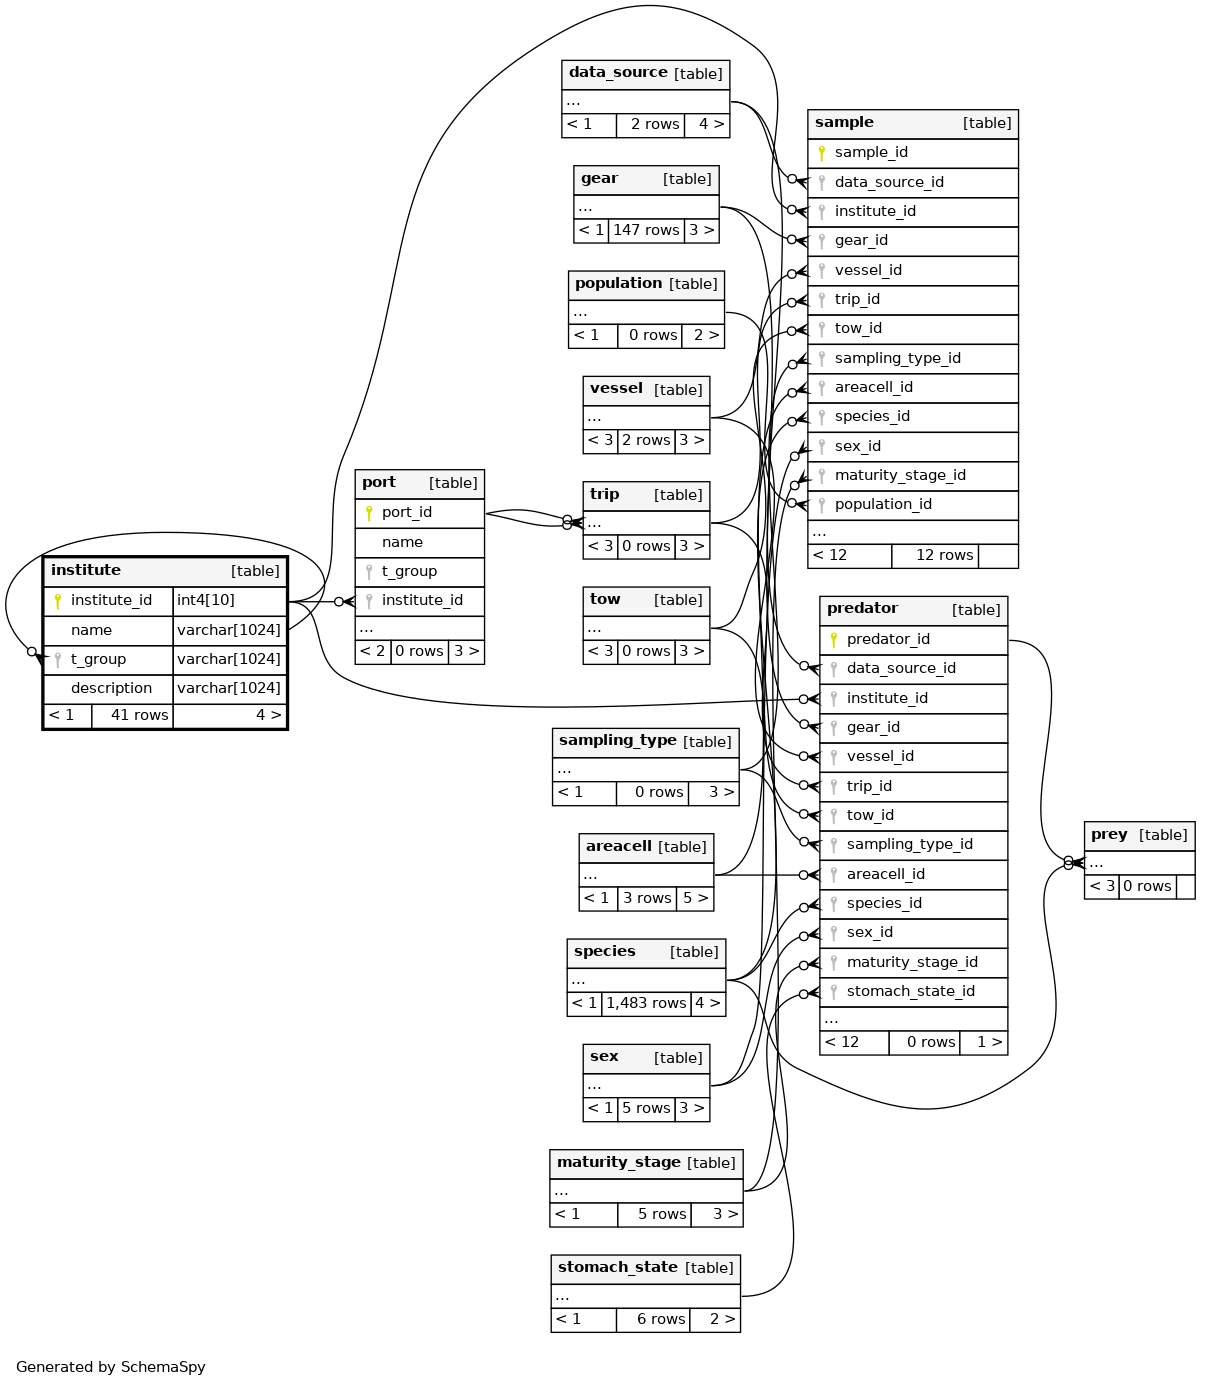 data_source [table]
...
< 1 2 rows 4 >
gear [table]
...
< 1 147 rows 3 >
population [table]
...
< 1 0 rows 2 >
vessel [table]
...
< 3 2 rows 3 >
trip [table]
...
< 3 0 rows 3 >
tow [table]
...
< 3 0 rows 3 >
port [table]
port_id
name
t_group
institute_id
...
< 2 0 rows 3 >
institute [table]
institute_id int4[10]
name varchar[1024]
t_group varchar[1024]
description varchar[1024]
< 1 41 rows 4 >
sampling_type [table]
...
< 1 0 rows 3 >
areacell [table]
...
< 1 3 rows 5 >
species [table]
...
< 1 1,483 rows 4 >
sex [table]
...
< 1 5 rows 3 >
maturity_stage [table]
...
< 1 5 rows 3 >
stomach_state [table]
...
< 1 6 rows 2 >
sample [table]
sample_id
data_source_id
institute_id
gear_id
vessel_id
trip_id
tow_id
sampling_type_id
areacell_id
species_id
sex_id
maturity_stage_id
population_id
...
< 12 12 rows
predator [table]
predator_id
data_source_id
institute_id
gear_id
vessel_id
trip_id
tow_id
sampling_type_id
areacell_id
species_id
sex_id
maturity_stage_id
stomach_state_id
...
< 12 0 rows 1 >
prey [table]
...
< 3 0 rows
Generated by SchemaSpy